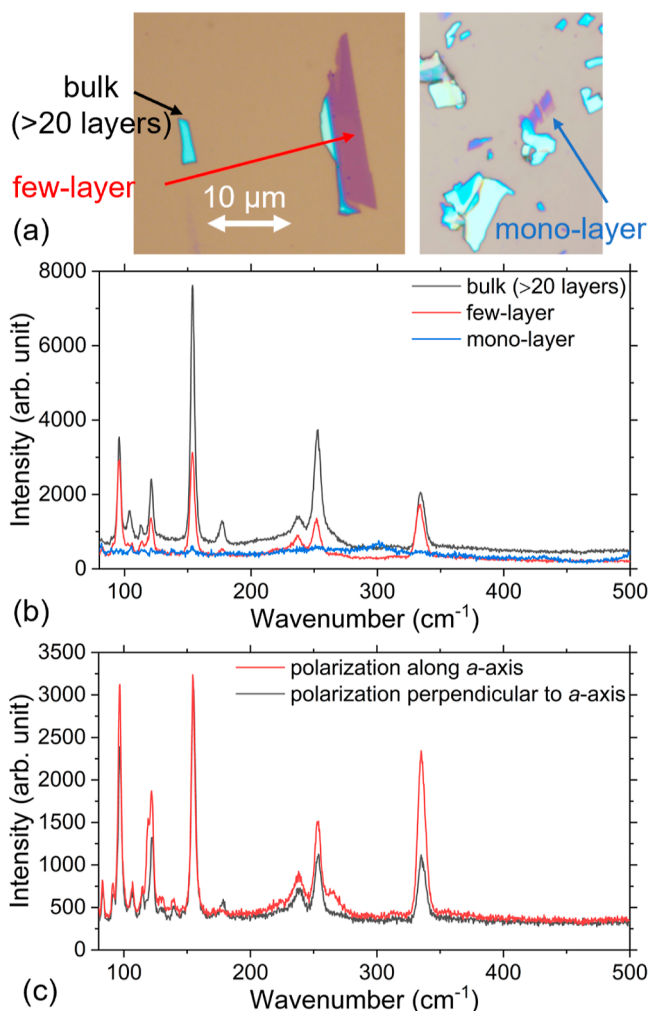 bulk
(>20 layers)
few-layer
10 μm
mono-layer
(a)
8000
6000
4000
2000
0
Intensity (arb. unit)
bulk (>20 layers)
few-layer
mono-layer
100 200 300 400 500
Wavenumber (cm⁻¹)
(b)
3500
3000
2500
2000
1500
1000
500
0
Intensity (arb. unit)
polarization along a-axis
polarization perpendicular to a-axis
100 200 300 400 500
Wavenumber (cm⁻¹)
(c)